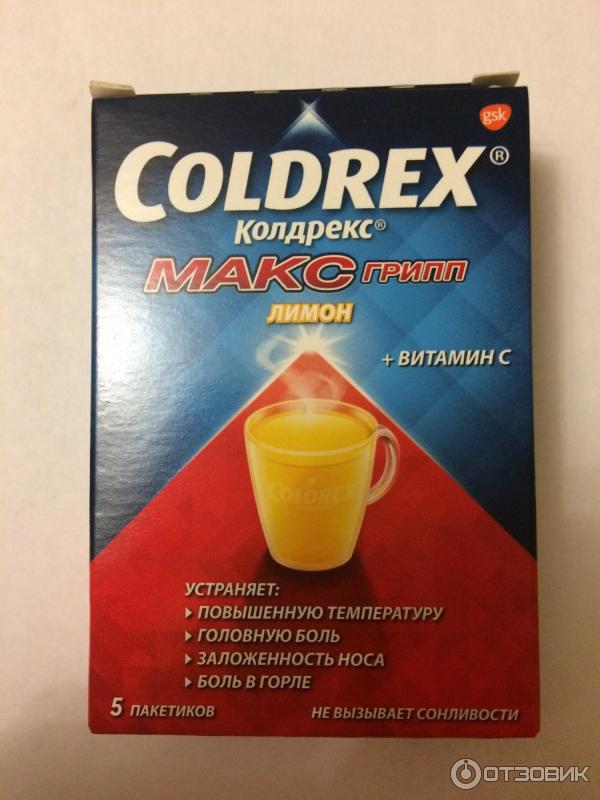 gsk
COLDREX®
Колдрекс®
МАКС ГРИПП
ЛИМОН
+ ВИТАМИН С
COLDREX
УСТРАНЯЕТ:
ПОВЫШЕННУЮ ТЕМПЕРАТУРУ
ГОЛОВНУЮ БОЛЬ
ЗАЛОЖЕННОСТЬ НОСА
БОЛЬ В ГОРЛЕ
5 ПАКЕТИКОВ НЕ ВЫЗЫВАЕТ СОНЛИВОСТИ
ОТЗОВИК